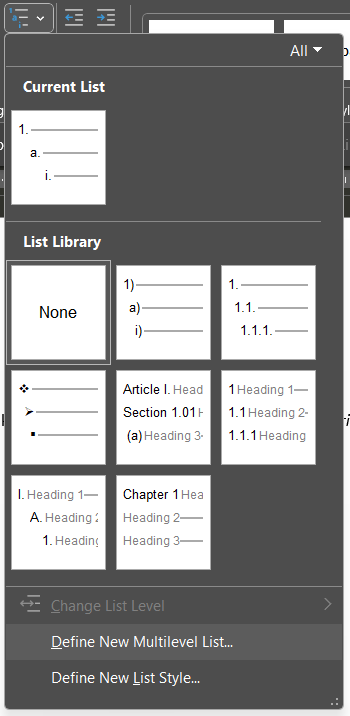 All
Current List
1.
a.
i.
List Library
None
1)
a)
i)
1.
1.1.
1.1.1.
Article I. Head
Section 1.01
(a) Heading 3
1 Heading 1
1.1 Heading 2
1.1.1 Heading
I. Heading 1
A. Heading 2
1. Heading
Chapter 1 Hea
Heading 2
Heading 3
Change List Level
Define New Multilevel List...
Define New List Style...